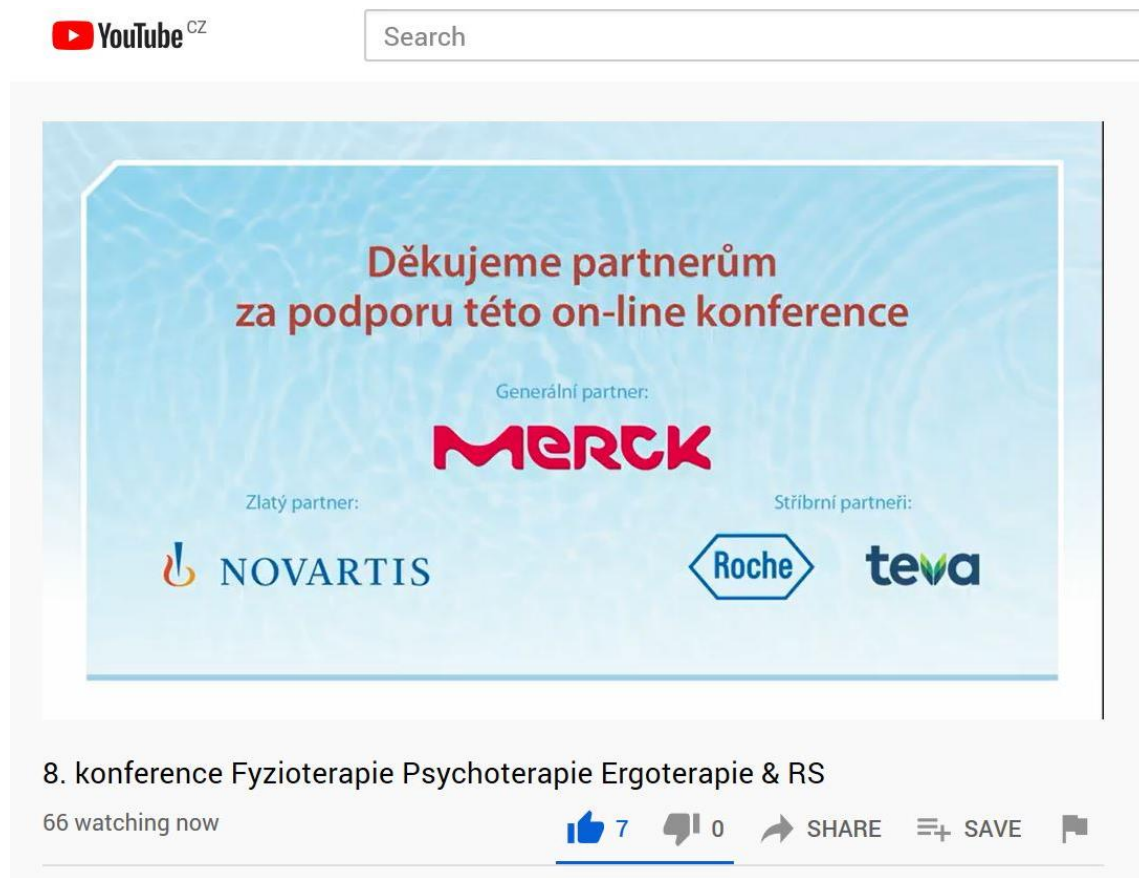 YouTube CZ
Search
Děkujeme partnerům
za podporu této on-line konference
Generální partner:
MERCK
Zlatý partner:
Stříbrní partneři:
NOVARTIS
Roche
teva
8. konference Fyzioterapie Psychoterapie Ergoterapie & RS
66 watching now
7
0
SHARE
SAVE